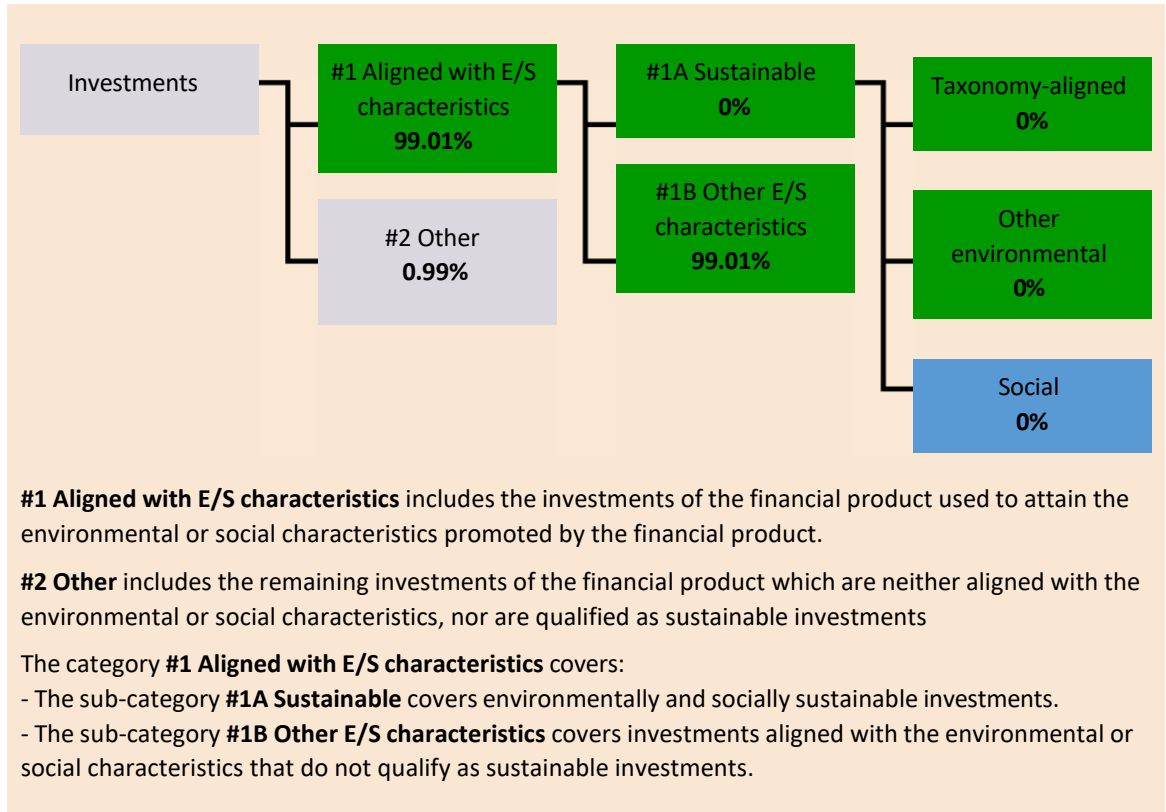 Investments
#1 Aligned with E/S
characteristics
99.01%
#2 Other
0.99%
#1A Sustainable
0%
#1B Other E/S
characteristics
99.01%
Taxonomy-aligned
0%
Other
environmental
0%
Social
0%
#1 Aligned with E/S characteristics includes the investments of the financial product used to attain the
environmental or social characteristics promoted by the financial product.
#2 Other includes the remaining investments of the financial product which are neither aligned with the
environmental or social characteristics, nor are qualified as sustainable investments
The category #1 Aligned with E/S characteristics covers:
- The sub-category #1A Sustainable covers environmentally and socially sustainable investments.
- The sub-category #1B Other E/S characteristics covers investments aligned with the environmental or
social characteristics that do not qualify as sustainable investments.